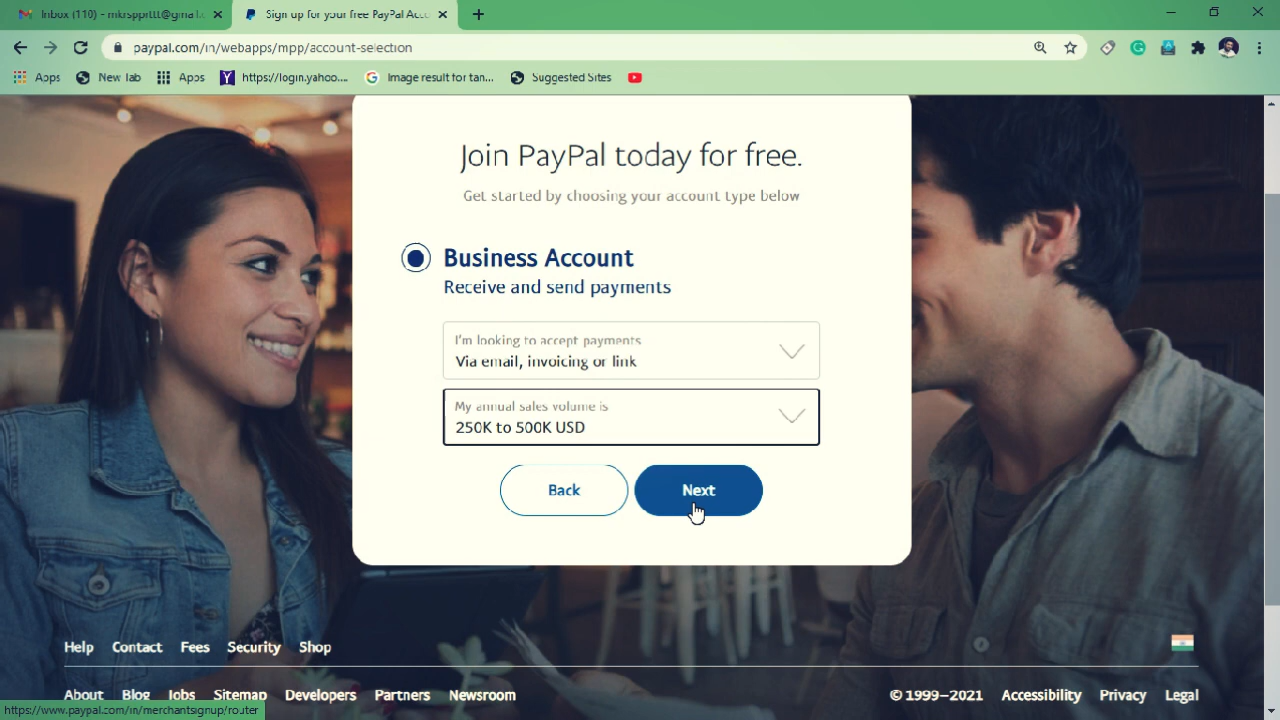 Inbox (110) - mkrspprttt@gmail.
Sign up for your free PayPal Acco
paypal.com/in/webapps/mpp/account-selection
Apps
New Tab
Apps
https://login.yahoo....
Image result for tan...
Suggested Sites
Join PayPal today for free.
Get started by choosing your account type below
Business Account
Receive and send payments
I'm looking to accept payments
Via email, invoicing or link
My annual sales volume is
250K to 500K USD
Back
Next
Help Contact Fees Security Shop
About Blog Jobs Sitemap Developers Partners Newsroom
© 1999–2021 Accessibility Privacy Legal
https://www.paypal.com/in/merchantsignup/router